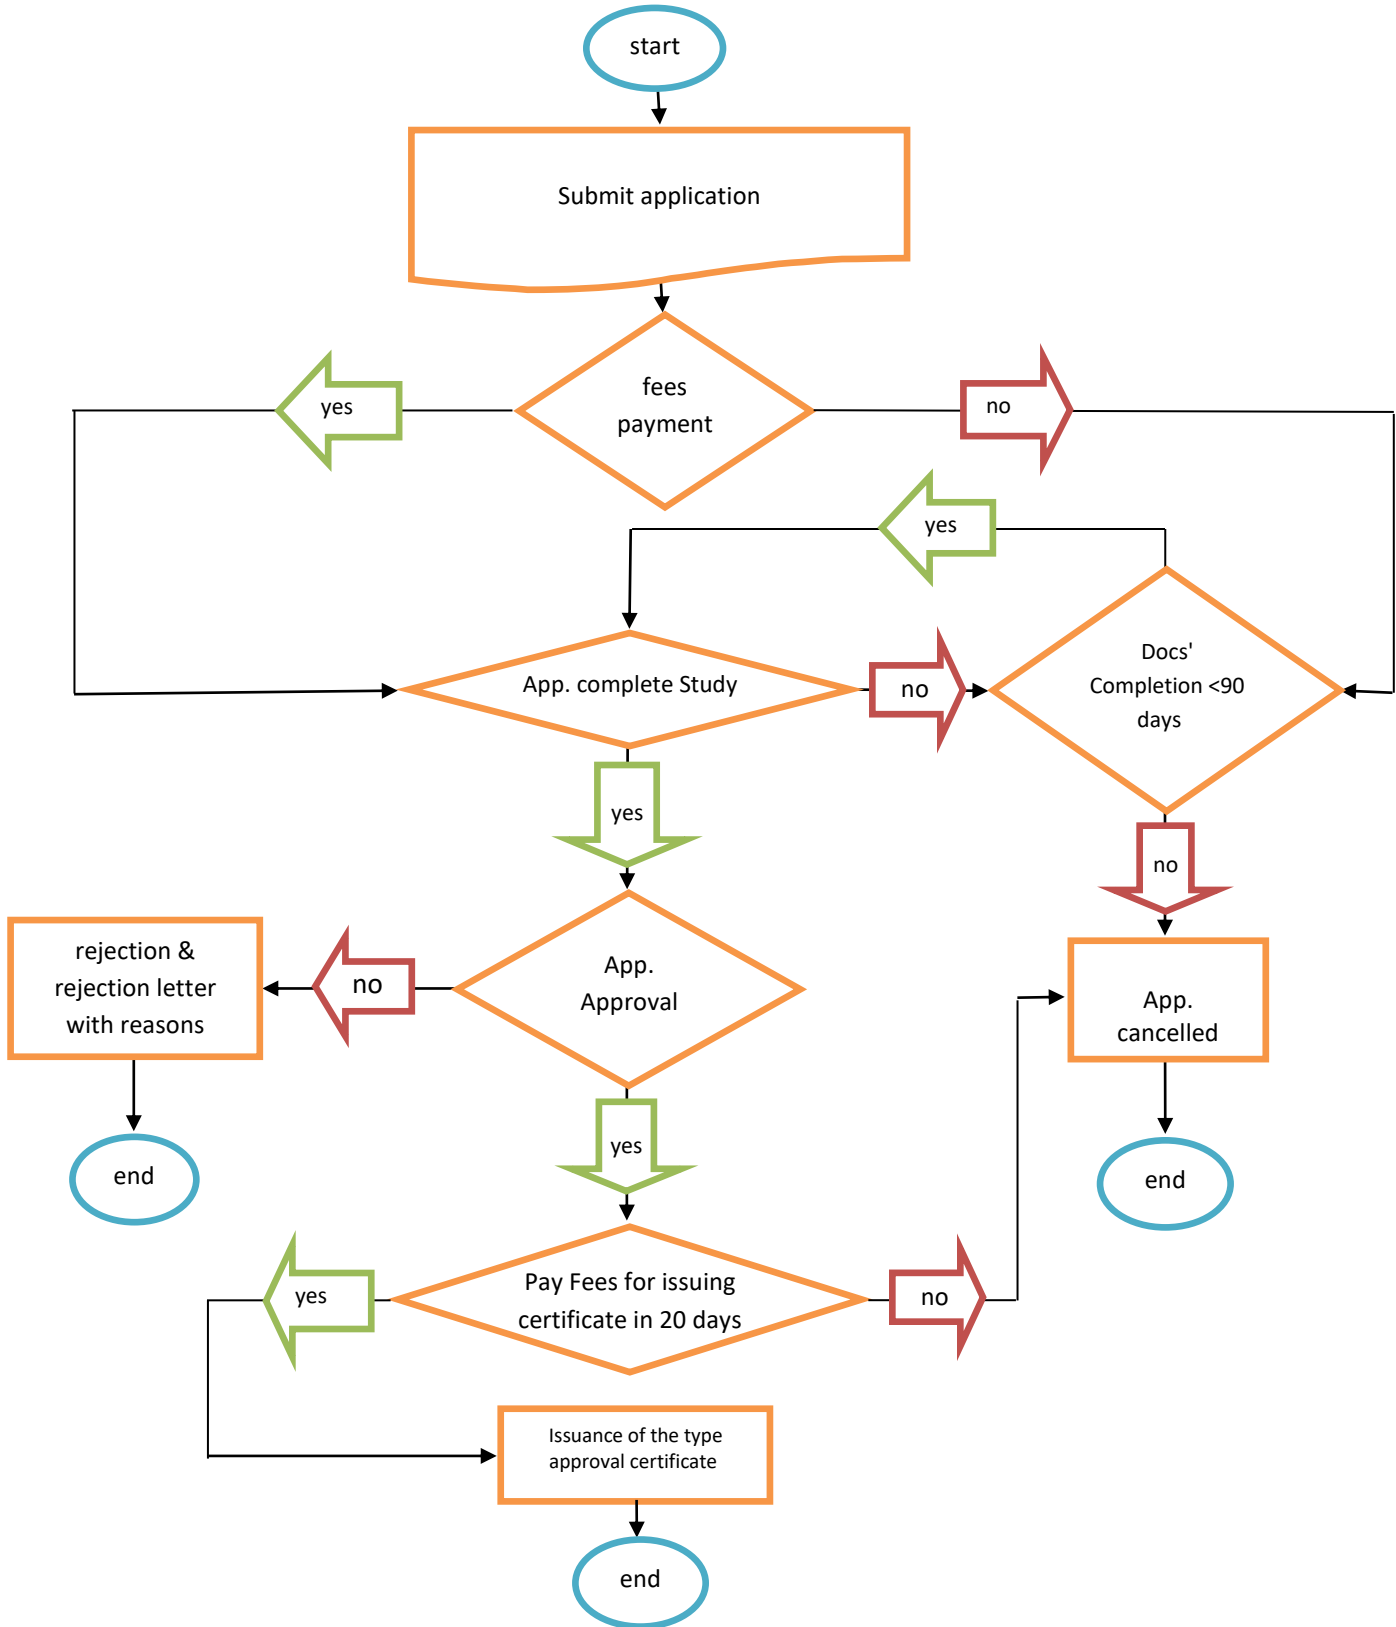 start
Submit application
fees
payment
yes
no
yes
App. complete Study
no
Docs'
Completion <90
days
yes
no
rejection &
rejection letter
with reasons
no
App.
Approval
App.
cancelled
end
yes
end
yes
Pay Fees for issuing
certificate in 20 days
no
Issuance of the type
approval certificate
end